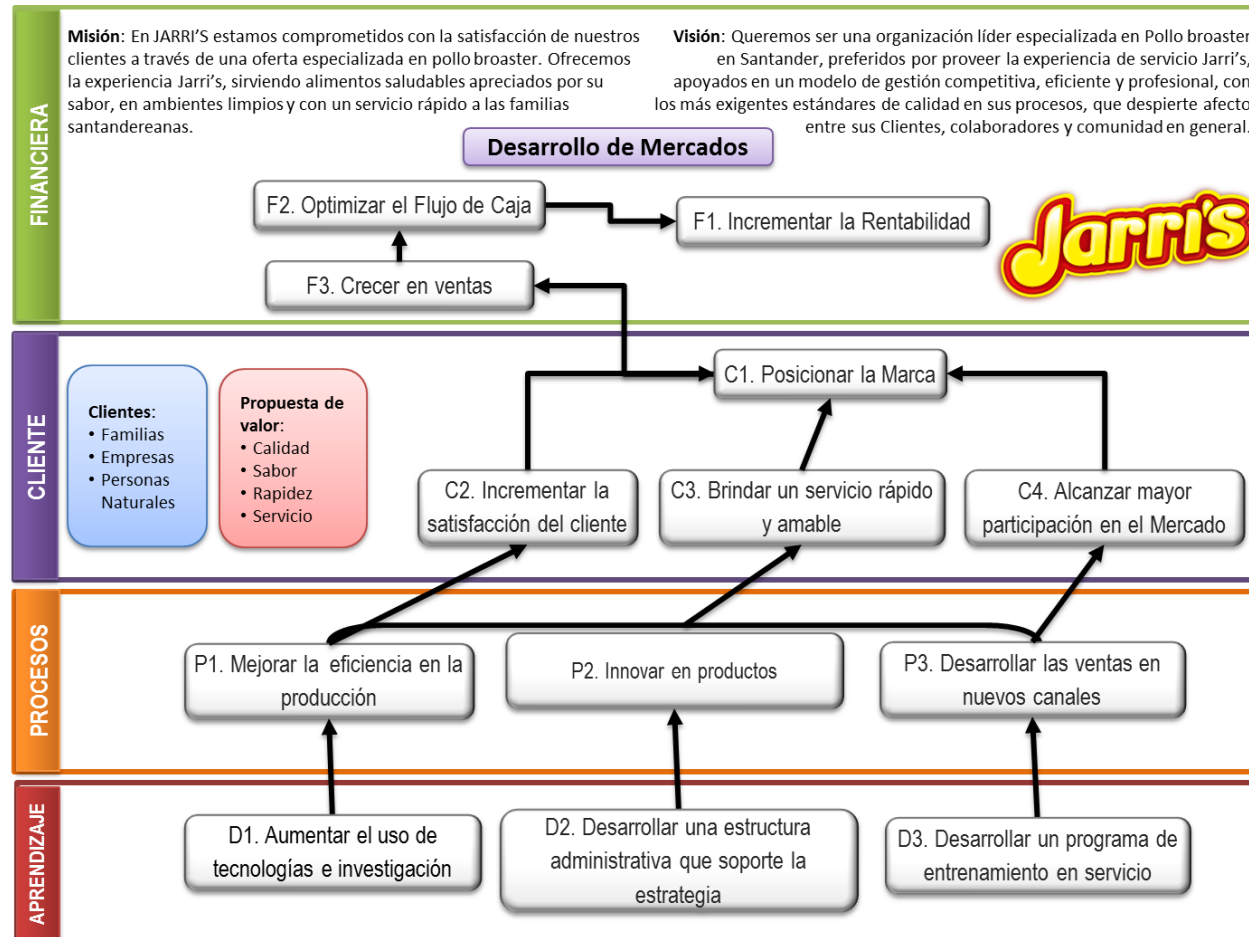 FINANCIERA
Misión: En JARRI'S estamos comprometidos con la satisfacción de nuestros
clientes a través de una oferta especializada en pollo broaster. Ofrecemos
la experiencia Jarri's, sirviendo alimentos saludables apreciados por su
sabor, en ambientes limpios y con un servicio rápido a las familias
santandereanas.
Visión: Queremos ser una organización líder especializada en Pollo broaster
en Santander, preferidos por proveer la experiencia de servicio Jarri's,
apoyados en un modelo de gestión competitiva, eficiente y profesional, con
los más exigentes estándares de calidad en sus procesos, que despierte afecto
entre sus Clientes, colaboradores y comunidad en general.
Desarrollo de Mercados
F2. Optimizar el Flujo de Caja
F1. Incrementar la Rentabilidad
Jarri's
F3. Crecer en ventas
CLIENTE
Clientes:
• Familias
• Empresas
• Personas
Naturales
Propuesta de
valor:
• Calidad
• Sabor
• Rapidez
• Servicio
C1. Posicionar la Marca
C2. Incrementar la
satisfacción del cliente
C3. Brindar un servicio rápido
y amable
C4. Alcanzar mayor
participación en el Mercado
PROCESOS
P1. Mejorar la eficiencia en la
producción
P2. Innovar en productos
P3. Desarrollar las ventas en
nuevos canales
APRENDIZAJE
D1. Aumentar el uso de
tecnologías e investigación
D2. Desarrollar una estructura
administrativa que soporte la
estrategia
D3. Desarrollar un programa de
entrenamiento en servicio